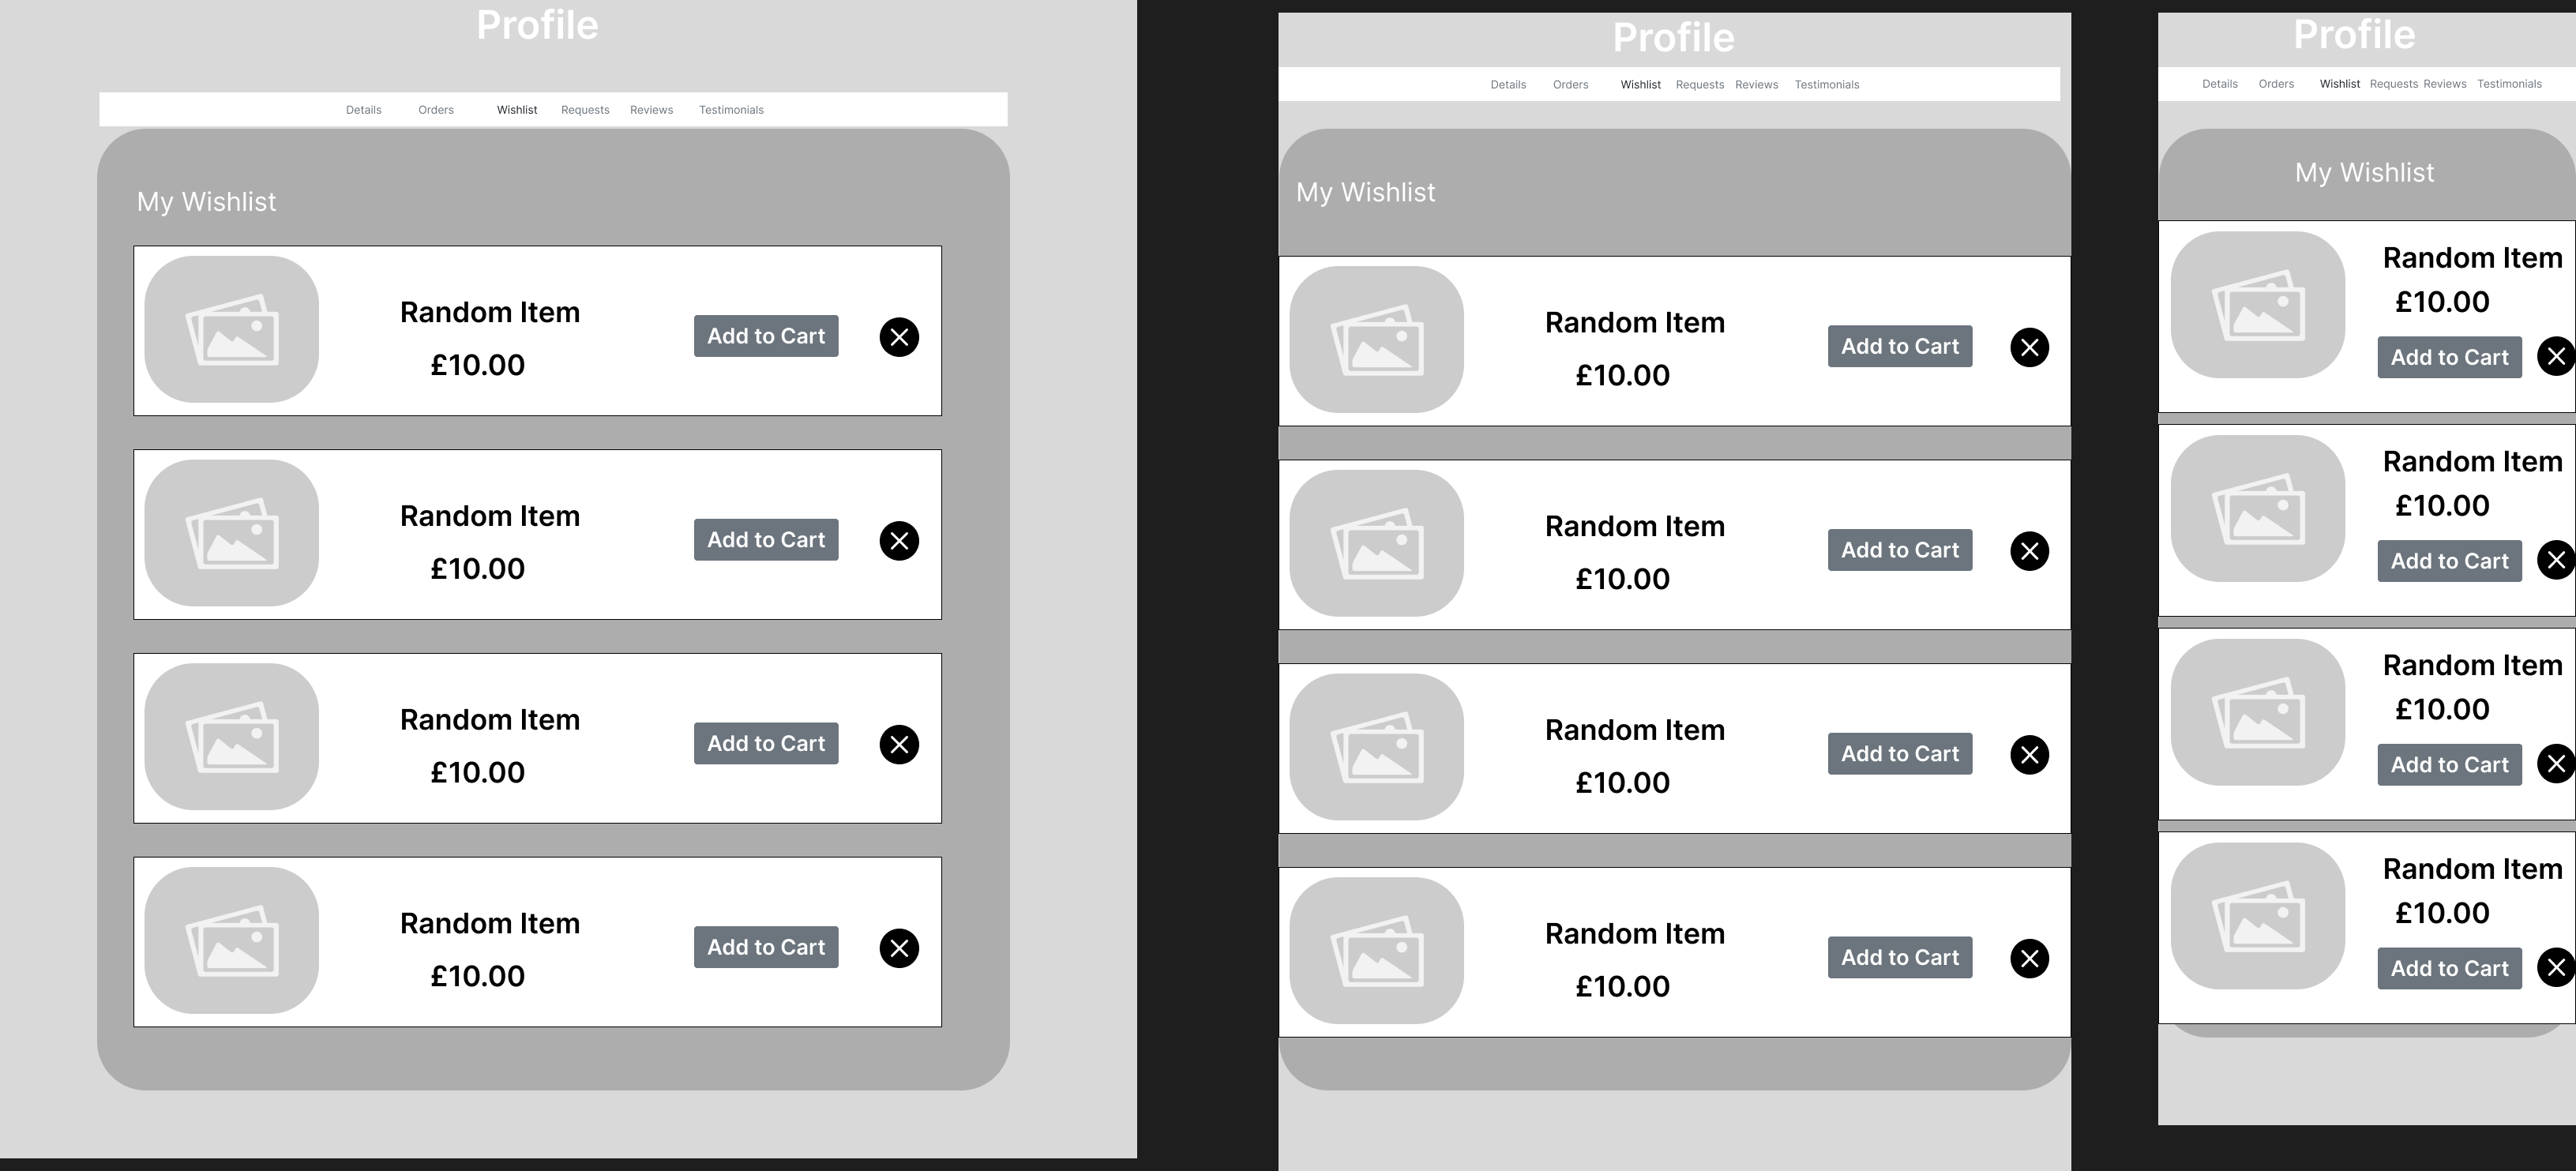 Profile
Details Orders Wishlist Requests Reviews Testimonials
My Wishlist
Random Item
£10.00
Add to Cart
Random Item
£10.00
Add to Cart
Random Item
£10.00
Add to Cart
Random Item
£10.00
Add to Cart
Profile
Details Orders Wishlist Requests Reviews Testimonials
My Wishlist
Random Item
£10.00
Add to Cart
Random Item
£10.00
Add to Cart
Random Item
£10.00
Add to Cart
Random Item
£10.00
Add to Cart
Profile
Details Orders Wishlist Requests Reviews Testimonials
My Wishlist
Random Item
£10.00
Add to Cart
Random Item
£10.00
Add to Cart
Random Item
£10.00
Add to Cart
Random Item
£10.00
Add to Cart